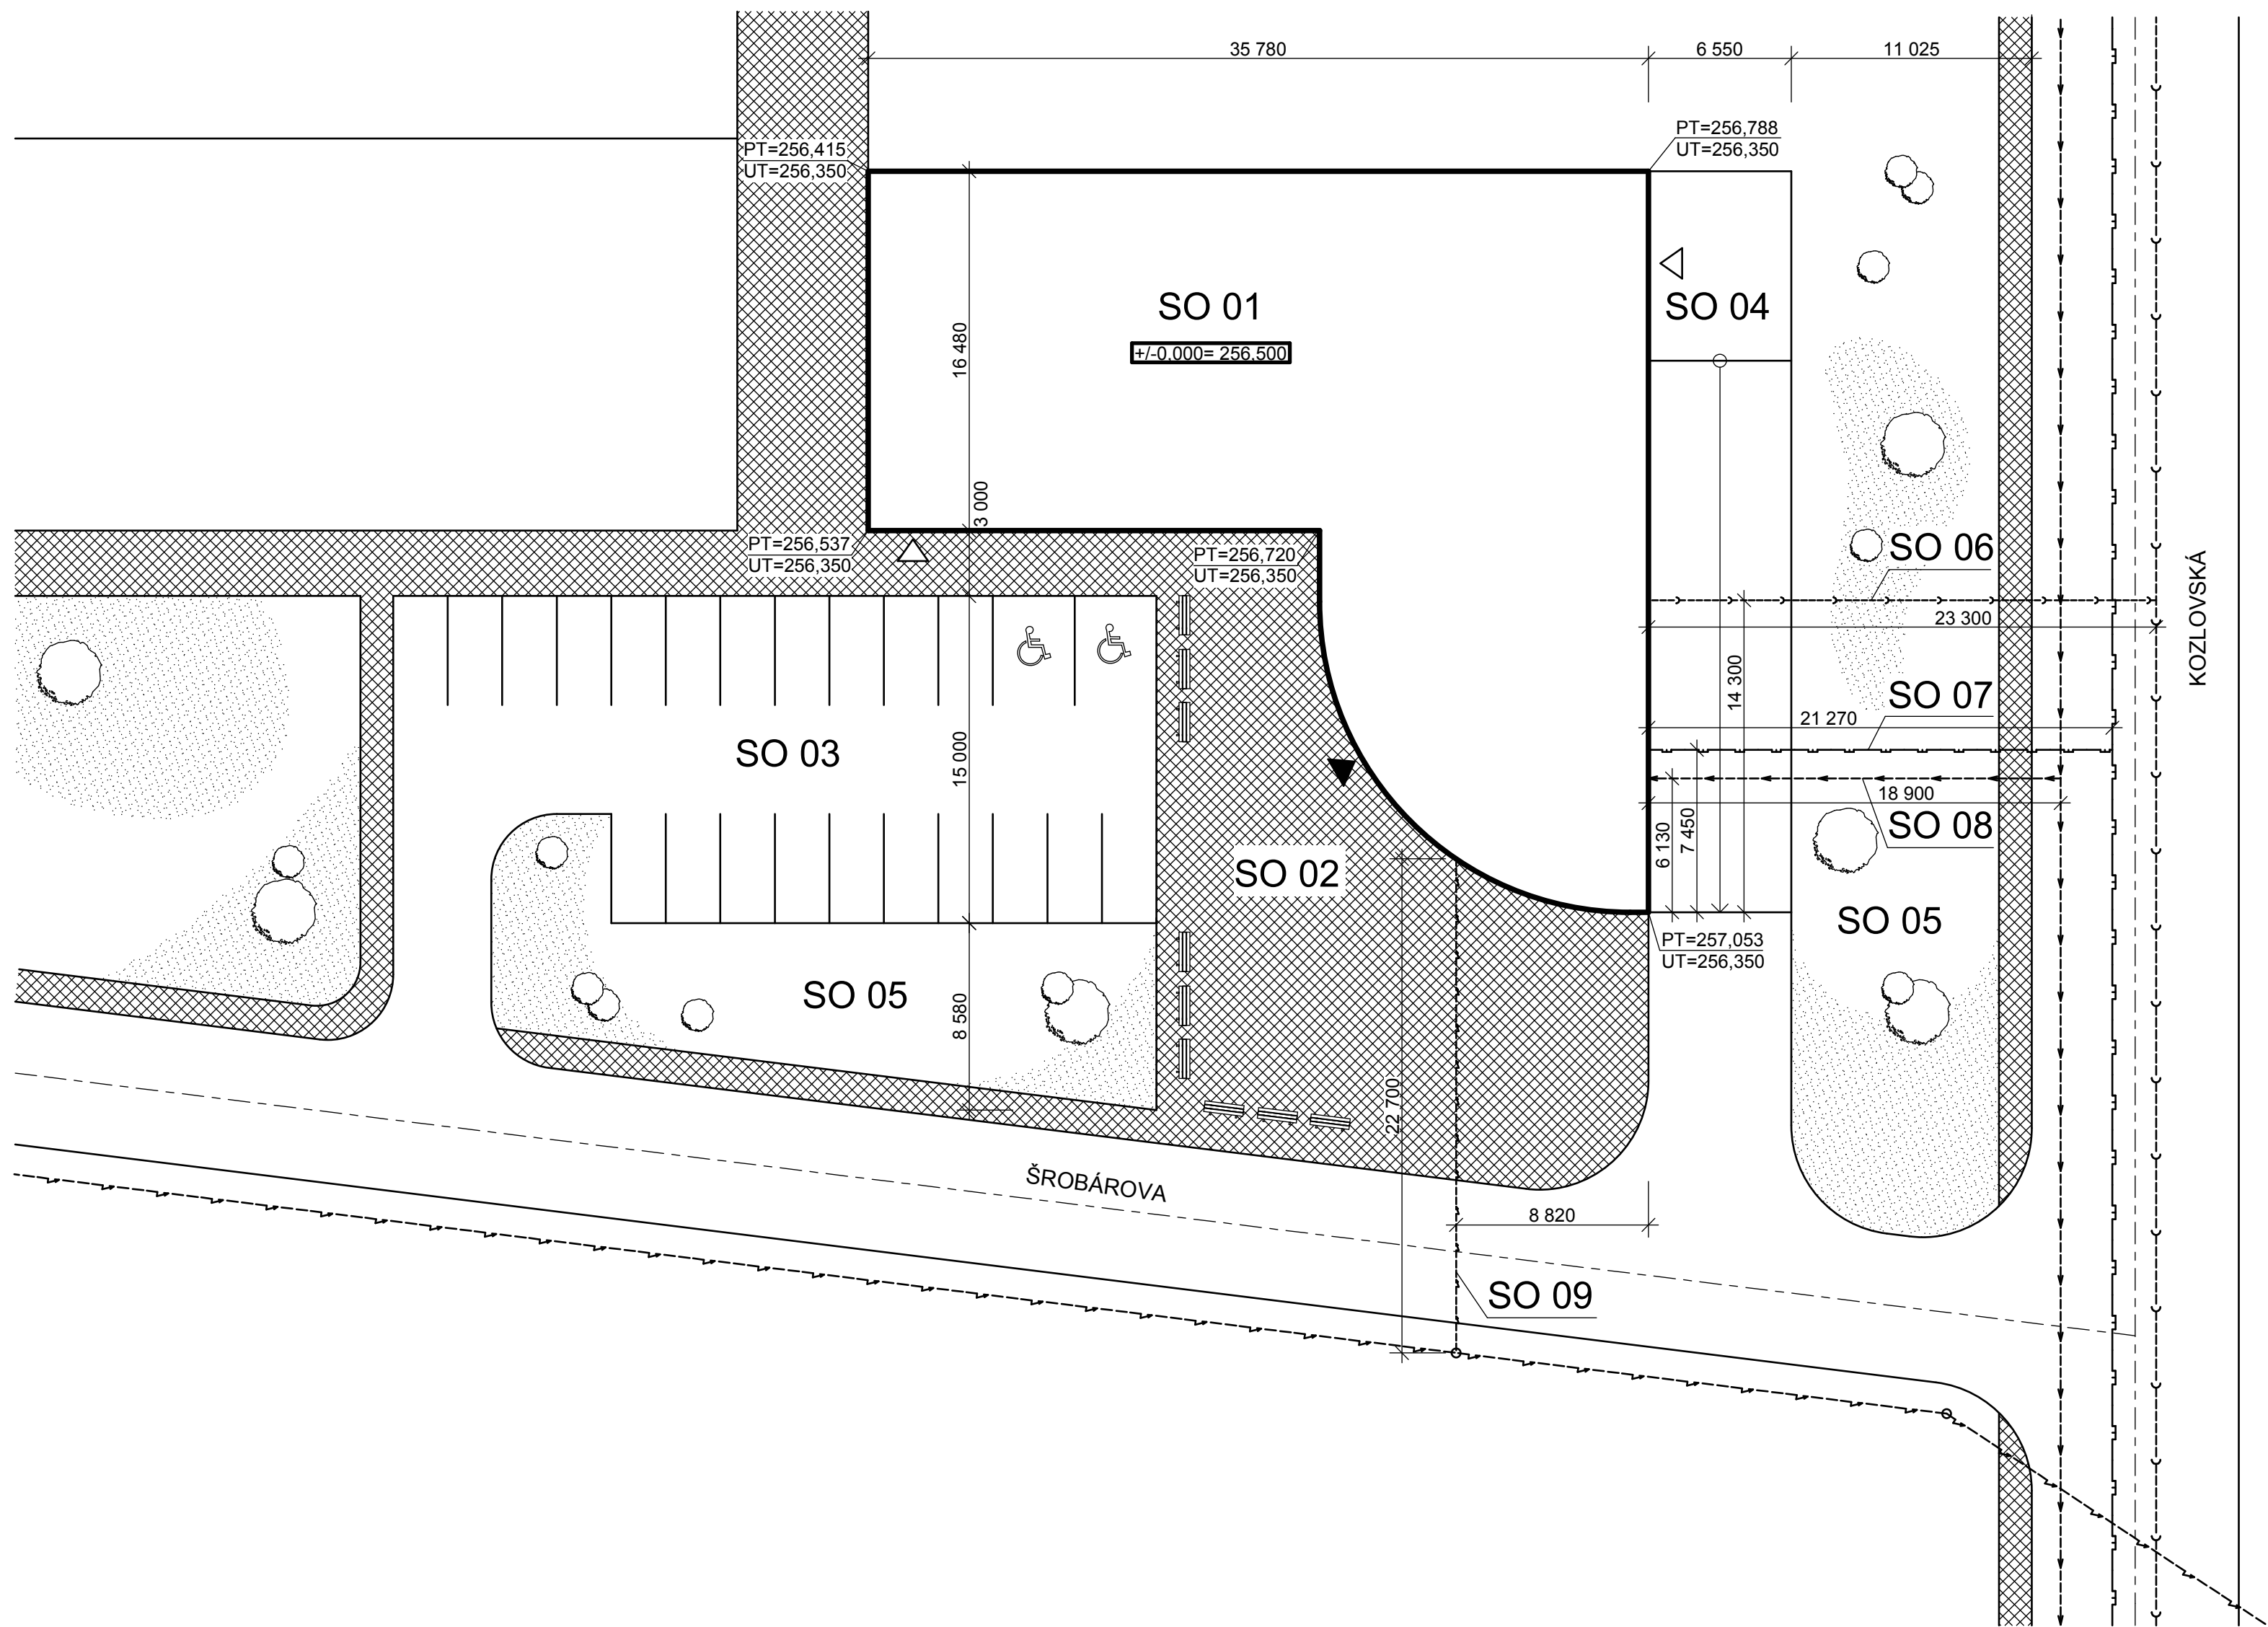 35 780
6 550
11 025
PT=256,788
UT=256,350
PT=256,415
UT=256,350
SO 01
SO 04
+/-0,000= 256,500
16 480
3 000
PT=256,537
UT=256,350
PT=256,720
UT=256,350
SO 06
KOZLOVSKÁ
23 300
14 300
SO 07
21 270
SO 03
15 000
18 900
SO 08
6 130
7 450
SO 02
SO 05
PT=257,053
UT=256,350
SO 05
8 580
22 700
ŠROBÁROVA
8 820
SO 09